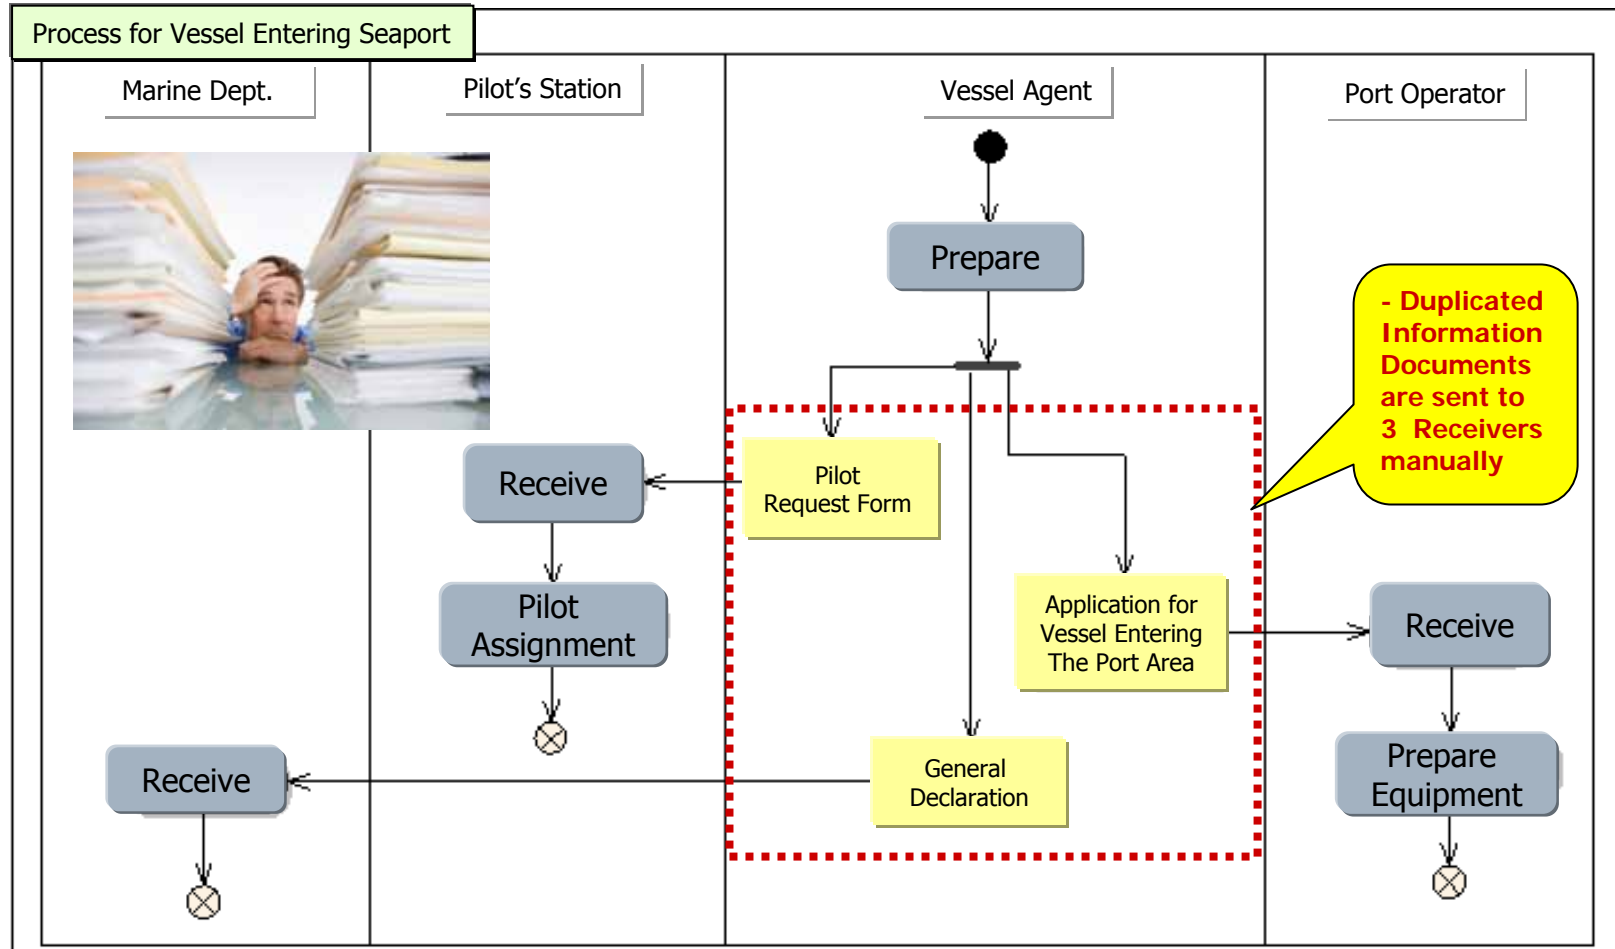 Process for Vessel Entering Seaport
Marine Dept.
Pilot's Station
Vessel Agent
Port Operator
Prepare
- Duplicated
Information
Documents
are sent to
3 Receivers
manually
Receive
Pilot
Request Form
Pilot
Assignment
Application for
Vessel Entering
The Port Area
Receive
Receive
General
Declaration
Prepare
Equipment